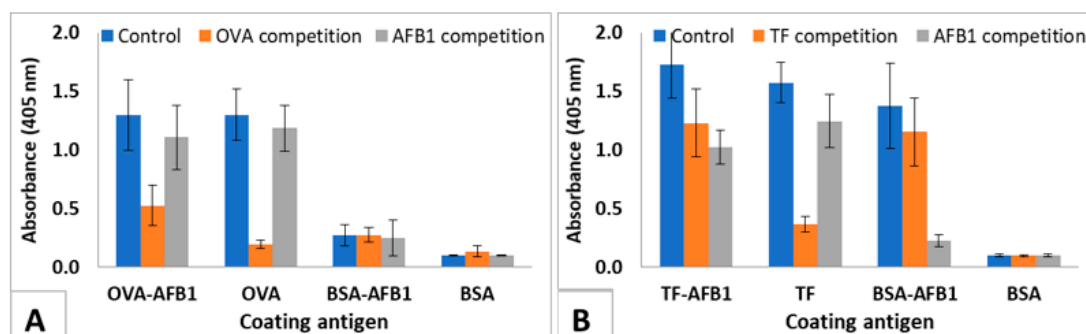 Control OVA competition AFB1 competition
2.0
1.5
1.0
0.5
0.0
Absorbance (405 nm)
OVA-AFB1 OVA BSA-AFB1 BSA
Coating antigen
A
Control TF competition AFB1 competition
2.0
1.5
1.0
0.5
0.0
Absorbance (405 nm)
TF-AFB1 TF BSA-AFB1 BSA
Coating antigen
B